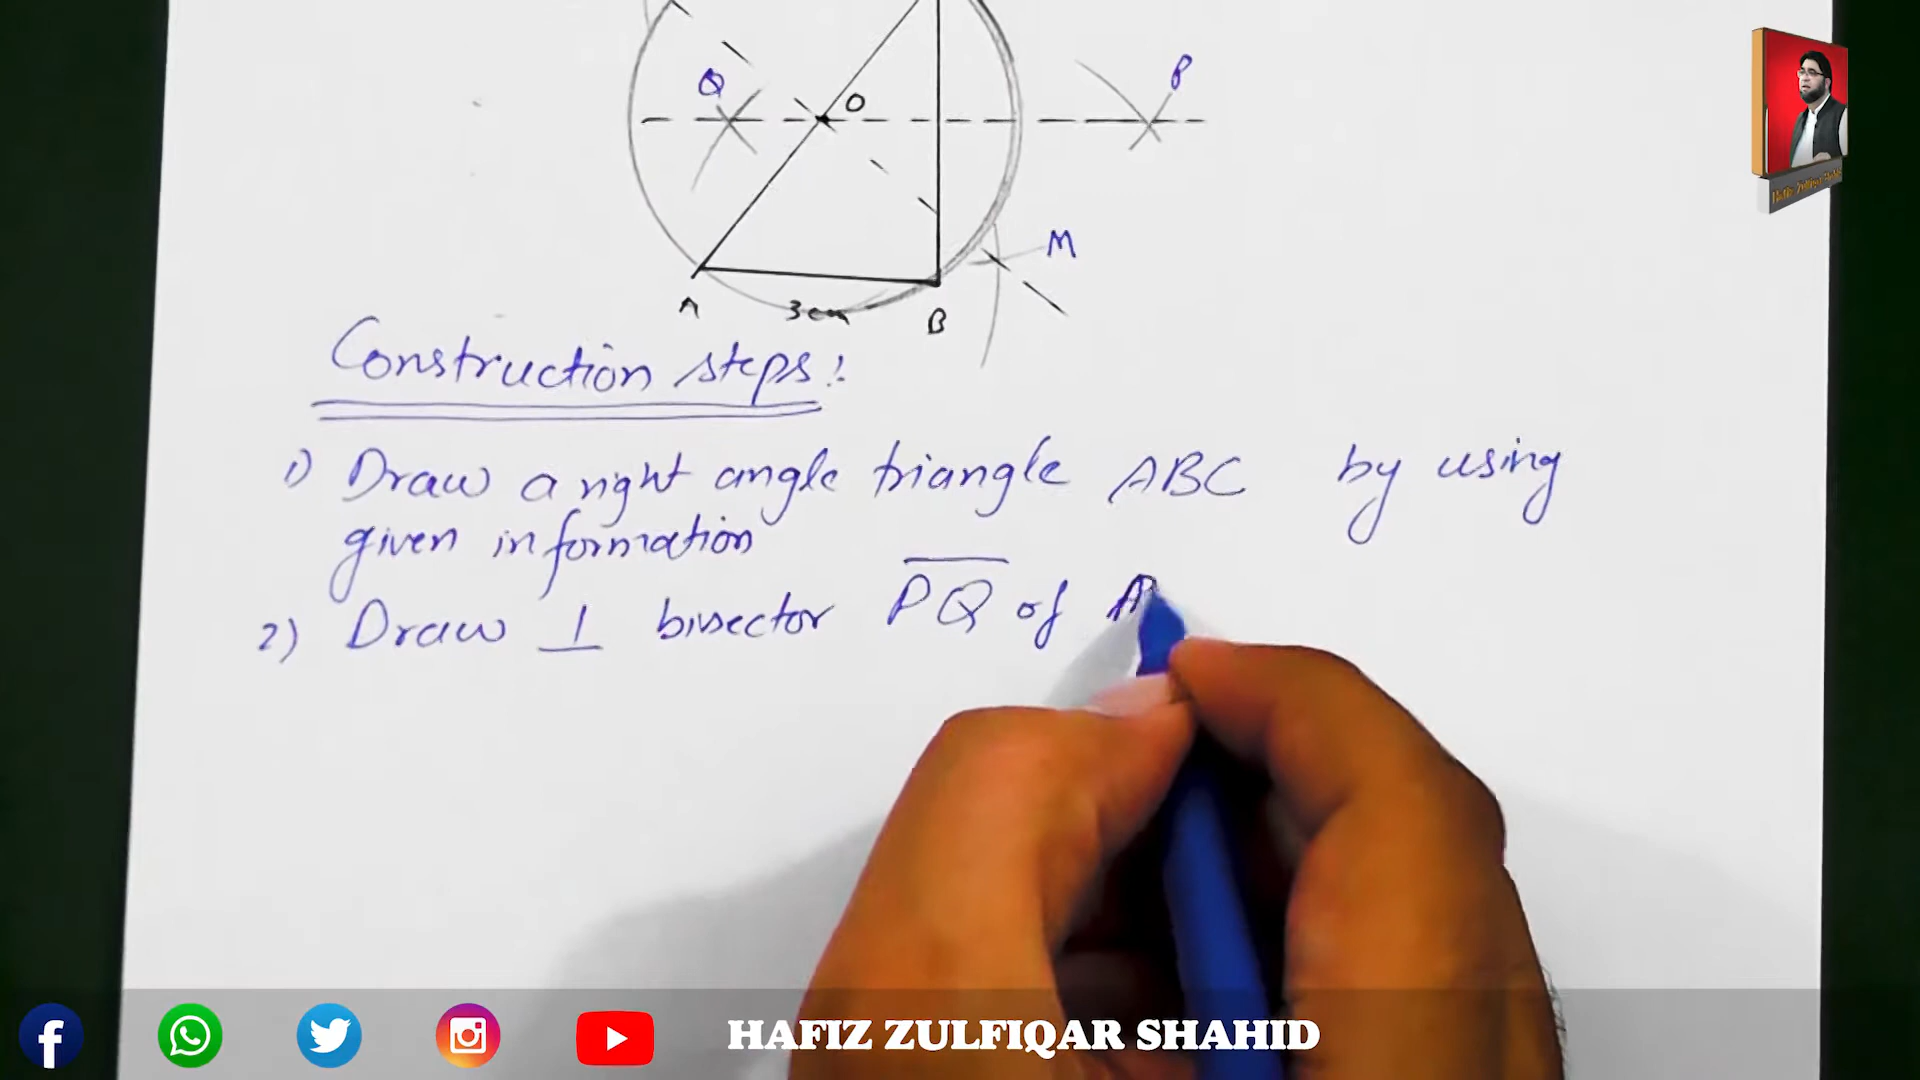 Q
O
P
M
A
3cm
B
Construction steps:
1) Draw a right angle triangle ABC by using
given information
2) Draw ⊥ bisector PQ of
HAFIZ ZULFIQAR SHAHID